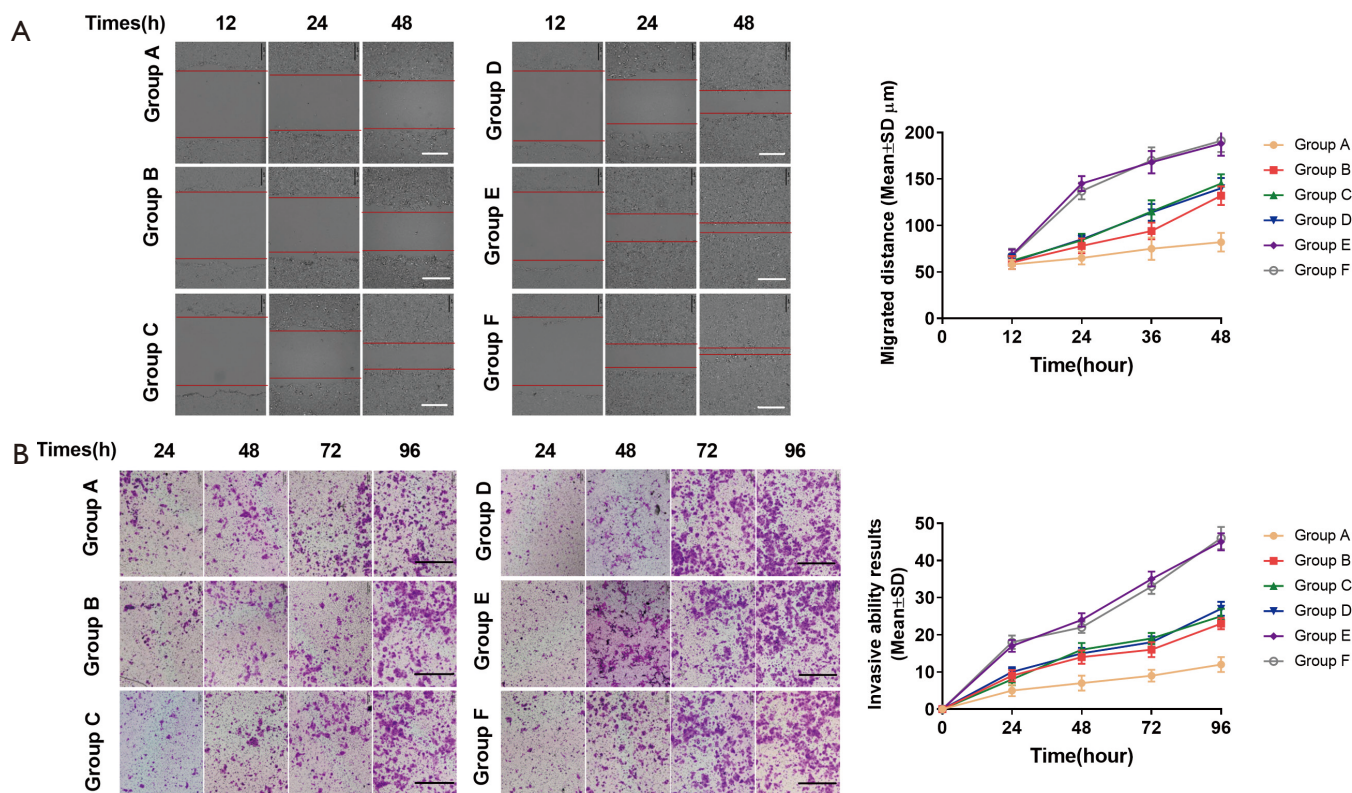 A
Times(h) 12 24 48 12 24 48
Group A
Group B
Group C
Group D
Group E
Group F
Migrated distance (Mean±SD μm)
200
150
100
50
0
0 12 24 36 48
Time(hour)
Group A
Group B
Group C
Group D
Group E
Group F
B
Times(h) 24 48 72 96 24 48 72 96
Group A
Group B
Group C
Group D
Group E
Group F
Invasive ability results
(Mean±SD)
50
40
30
20
10
0
0 24 48 72 96
Time(hour)
Group A
Group B
Group C
Group D
Group E
Group F